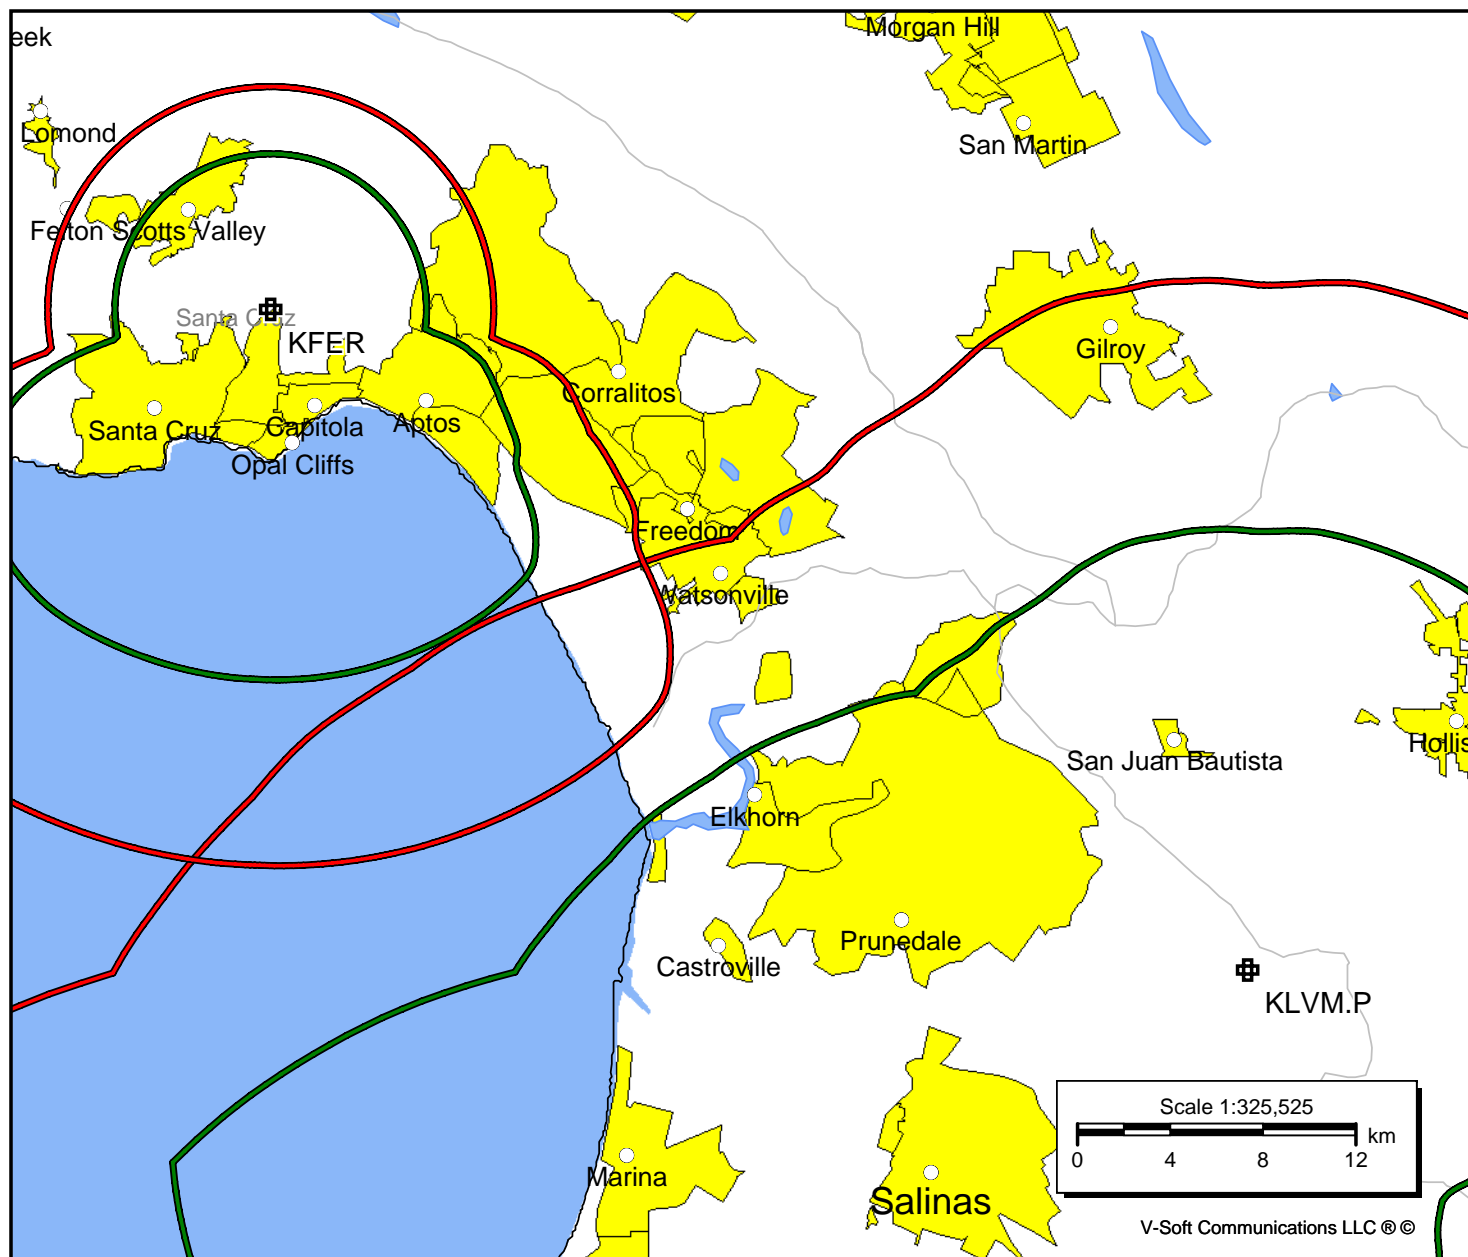 Morgan Hill
eek
Lomond
San Martin
Felton
Scotts Valley
Santa Cruz
KFER
Gilroy
Corralitos
Santa Cruz
Capitola
Aptos
Opal Cliffs
Freedom
Watsonville
Hollis
San Juan Bautista
Elkhorn
Prunedale
Castroville
KLVM.P
Scale 1:325,525
km
0 4 8 12
Marina
Salinas
V-Soft Communications LLC ® ©